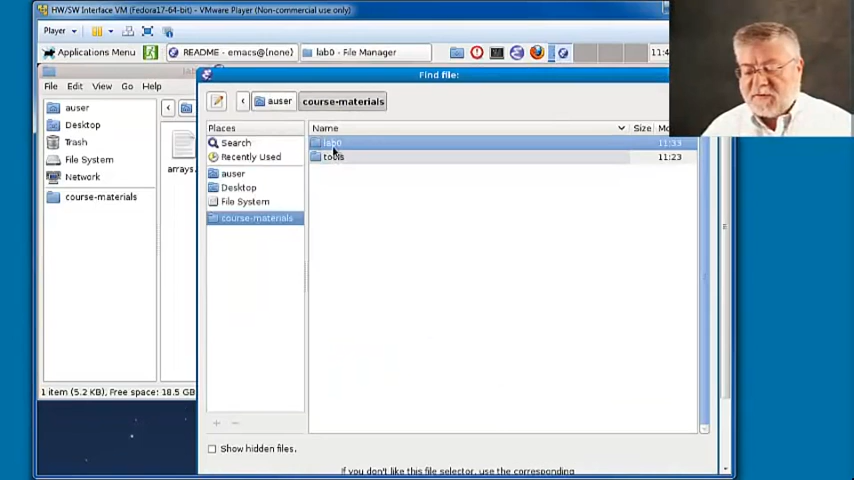 HW/SW Interface VM (Fedora17-64-bit) - VMware Player (Non-commercial use only)
Player
Applications Menu
README - emacs@(none)
lab0 - File Manager
11:4
File Edit View Go Help
Find file:
auser
course-materials
auser
Desktop
Trash
File System
Network
course-materials
arrays.
Places
Search
Recently Used
auser
Desktop
File System
course-materials
Name Size Mo
lab0 11:33
tools 11:23
1 item (5.2 KB), Free space: 18.5 GB
Show hidden files.
If you don't like this file selector, use the corresponding